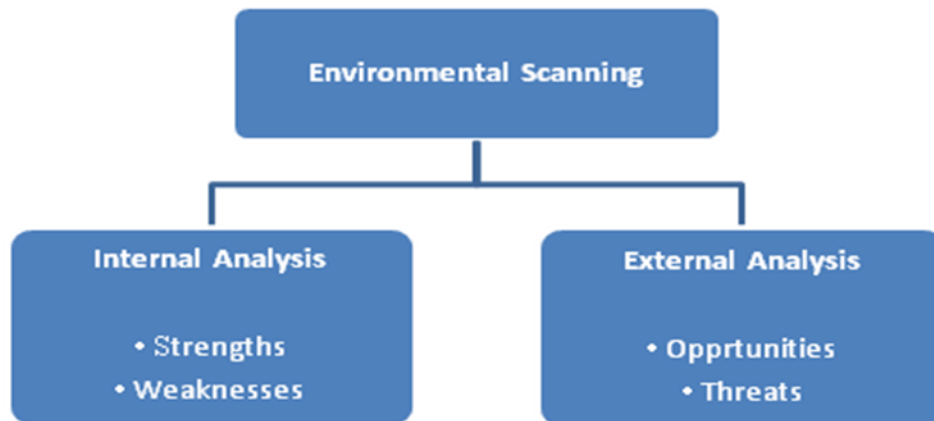 Environmental Scanning
Internal Analysis
• Strengths
• Weaknesses
External Analysis
• Opprtunities
• Threats